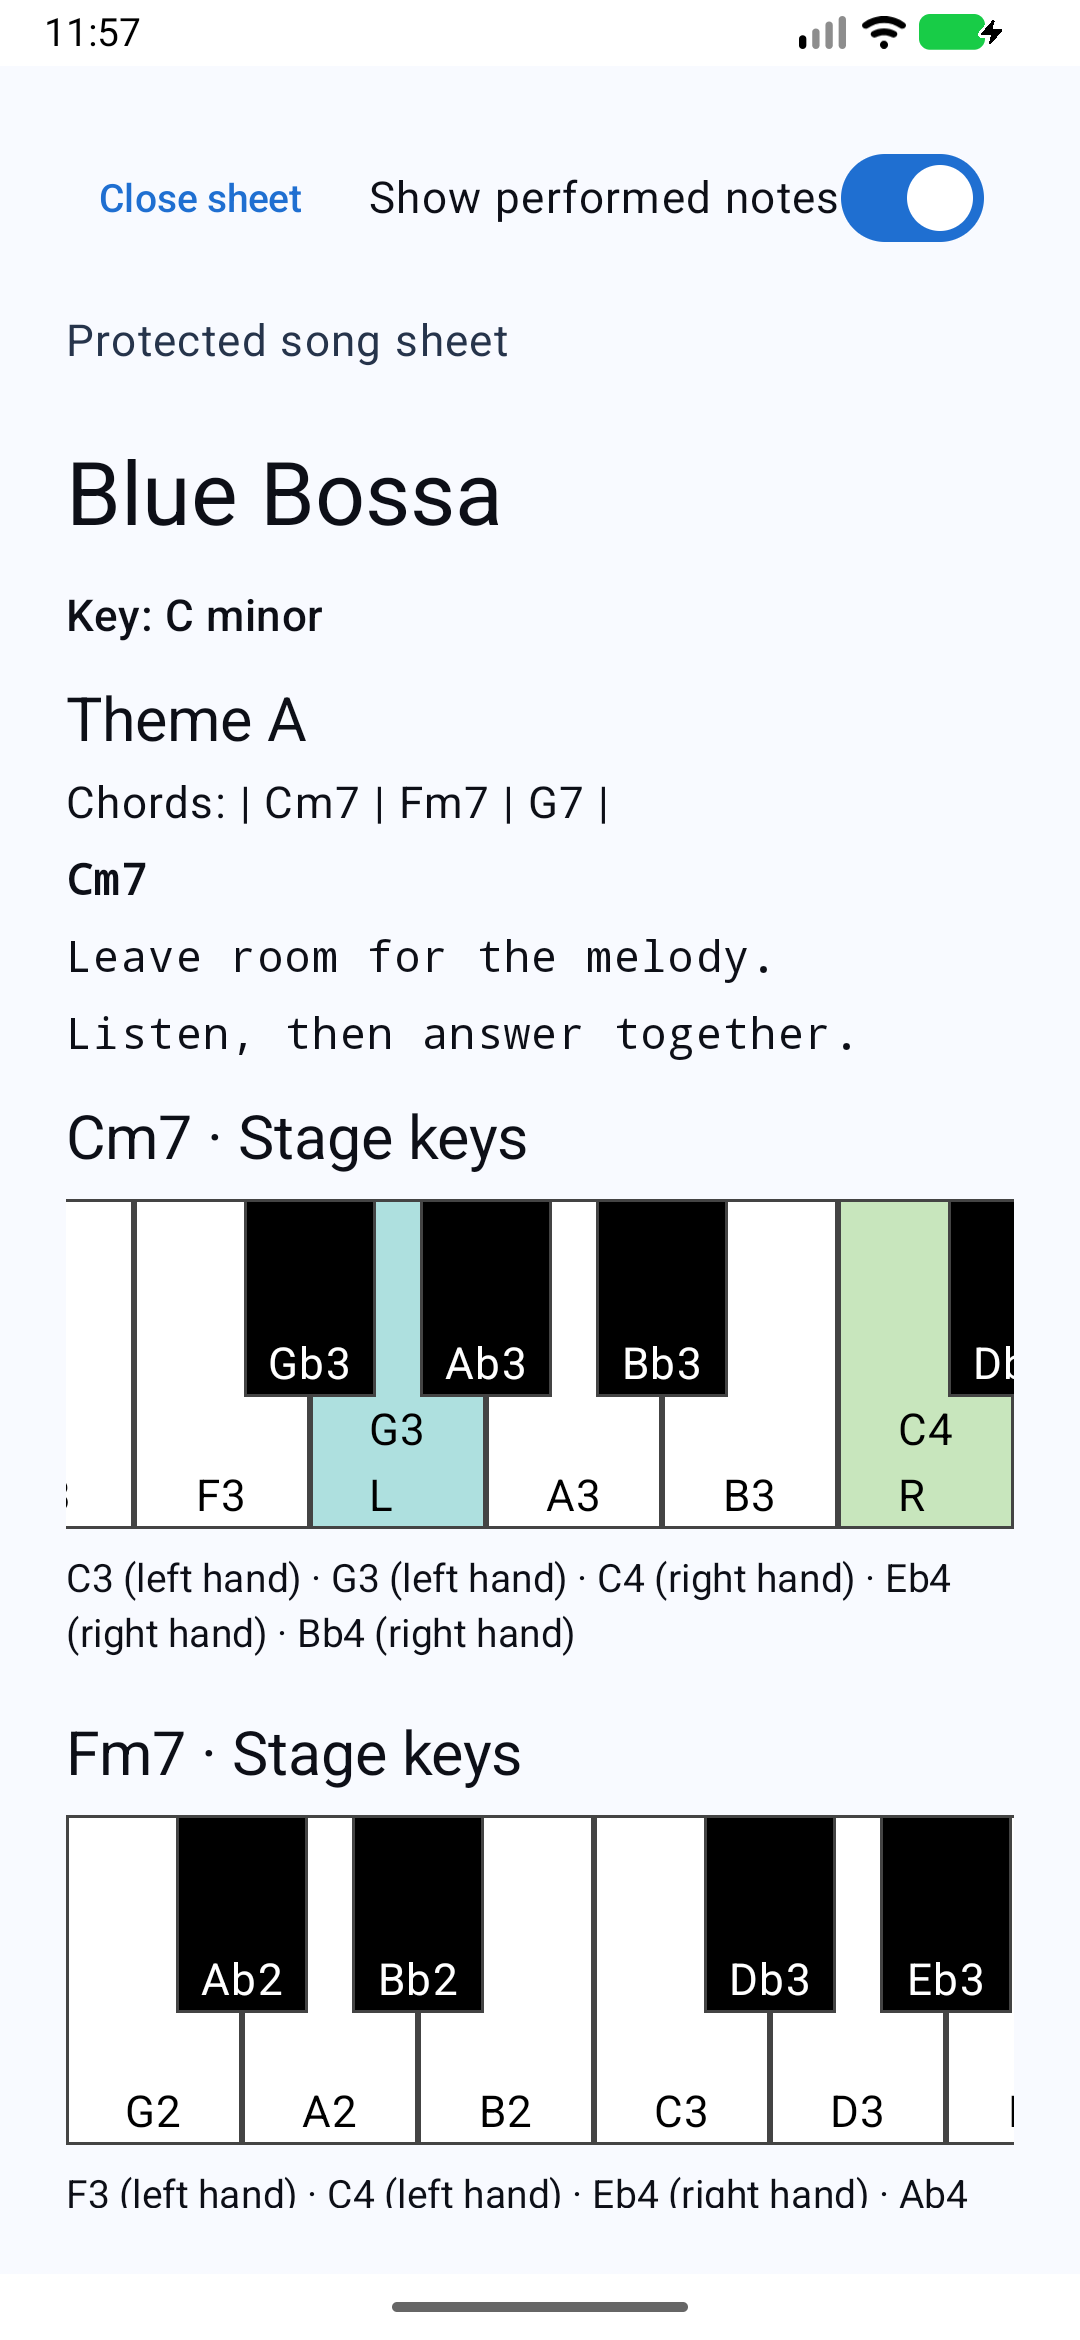 11:57
Close sheet Show performed notes
Protected song sheet
Blue Bossa
Key: C minor
Theme A
Chords: | Cm7 | Fm7 | G7 |
Cm7
Leave room for the melody.
Listen, then answer together.
Cm7 · Stage keys
Gb3 Ab3 Bb3
G3 C4
F3 L A3 B3 R
C3 (left hand) · G3 (left hand) · C4 (right hand) · Eb4
(right hand) · Bb4 (right hand)
Fm7 · Stage keys
Ab2 Bb2 Db3 Eb3
G2 A2 B2 C3 D3
F3 (left hand) · C4 (left hand) · Eb4 (right hand) · Ab4